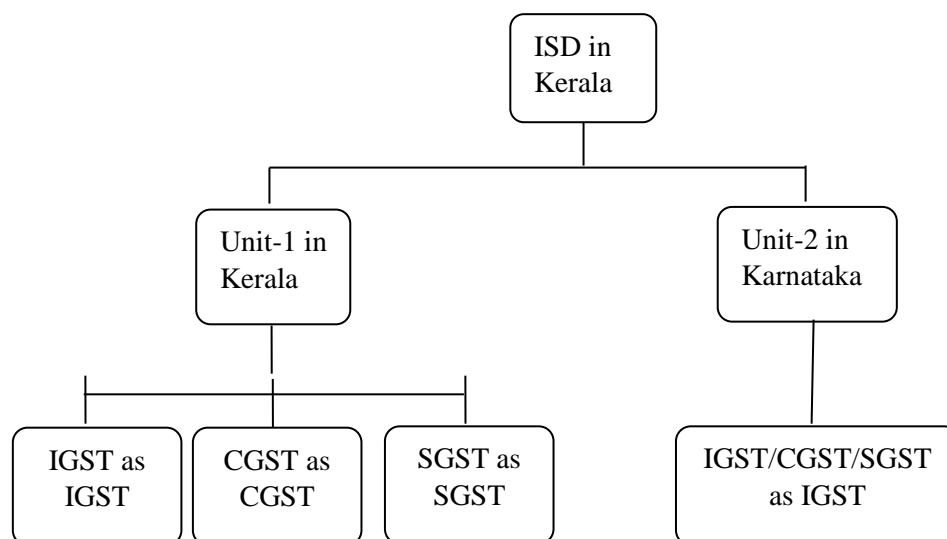 ISD in
Kerala
Unit-1 in
Kerala
Unit-2 in
Karnataka
IGST as
IGST
CGST as
CGST
SGST as
SGST
IGST/CGST/SGST
as IGST